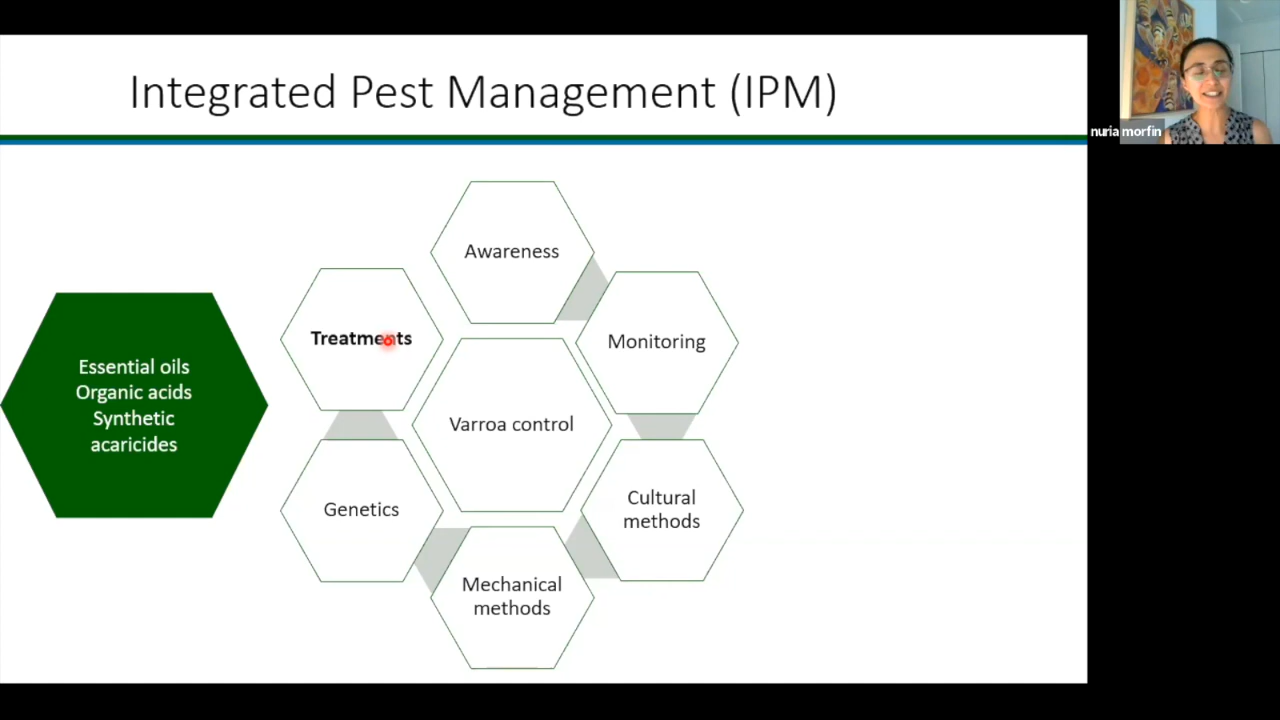 Integrated Pest Management (IPM)
nuria morfin
Awareness
Treatments
Monitoring
Essential oils
Organic acids
Synthetic
acaricides
Varroa control
Genetics
Cultural
methods
Mechanical
methods